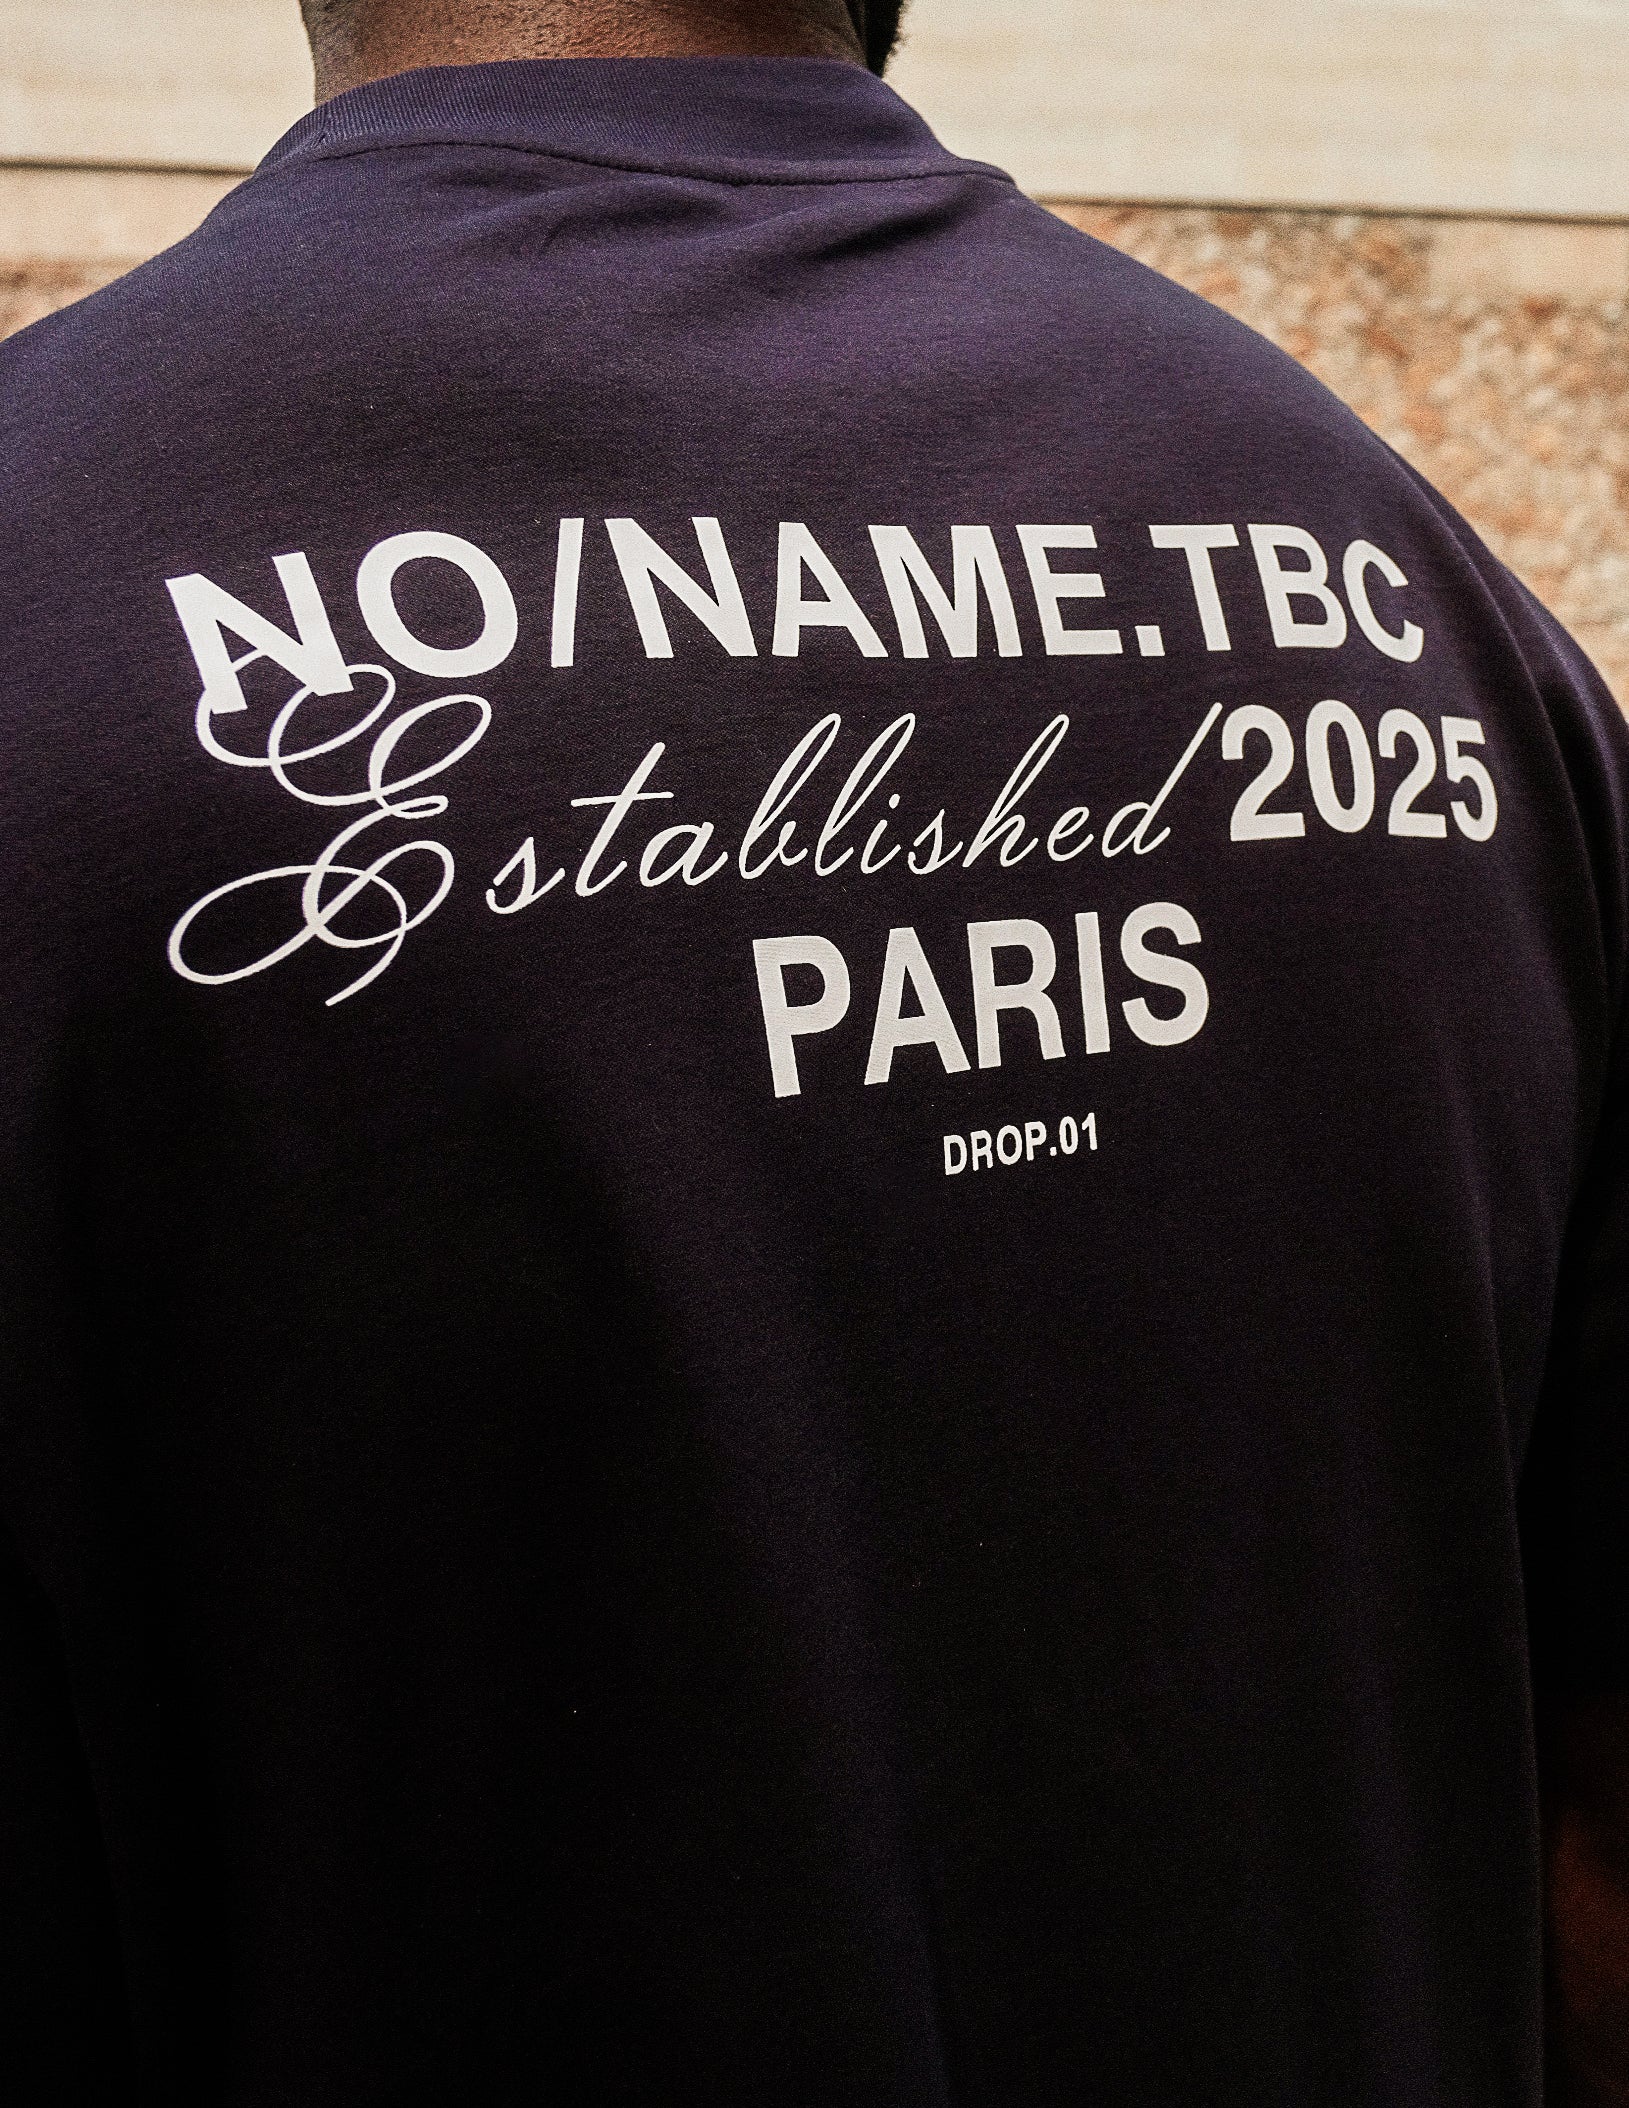 NO/NAME.TBC
Established/2025
PARIS
DROP.01